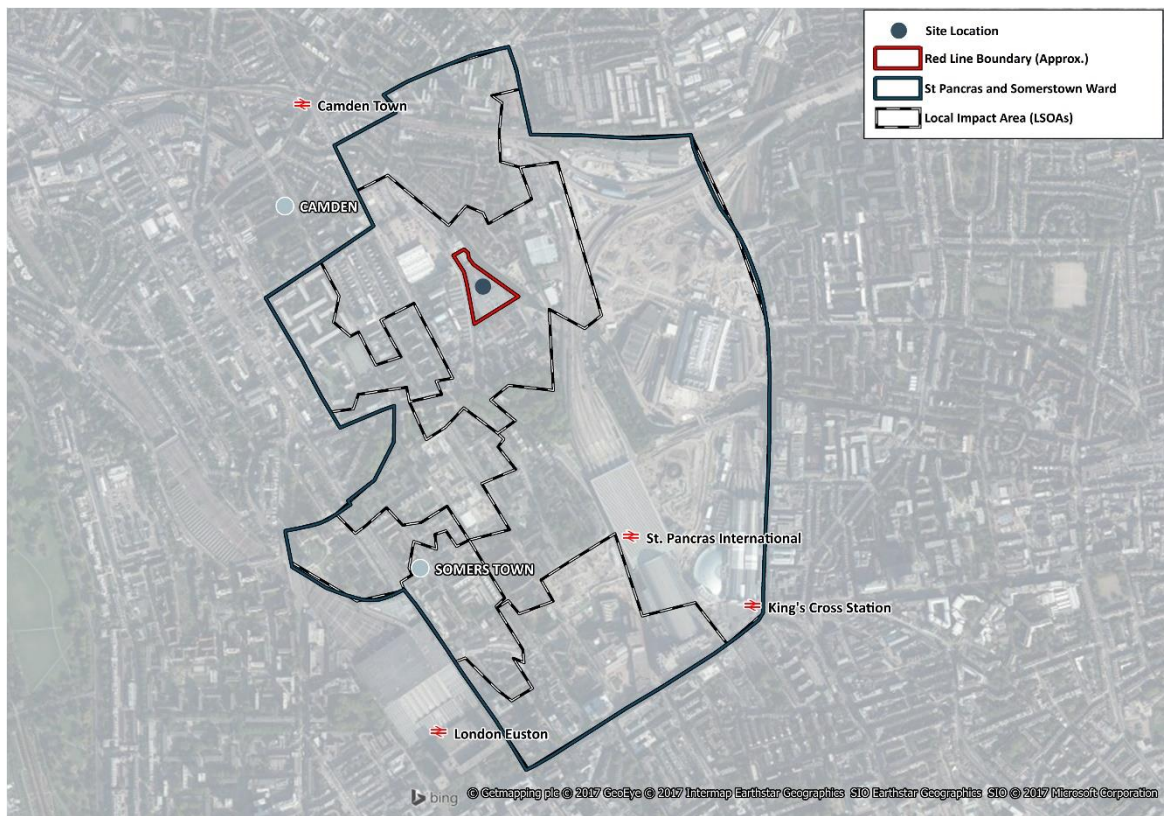 Site Location
Red Line Boundary (Approx.)
St Pancras and Somerstown Ward
Local Impact Area (LSOAs)
Camden Town
CAMDEN
St. Pancras International
SOMERS TOWN
King's Cross Station
London Euston
bing © Getmapping plc © 2017 GeoEye © 2017 Intermap Earthstar Geographics SIO Earthstar Geographics SIO © 2017 Microsoft Corporation